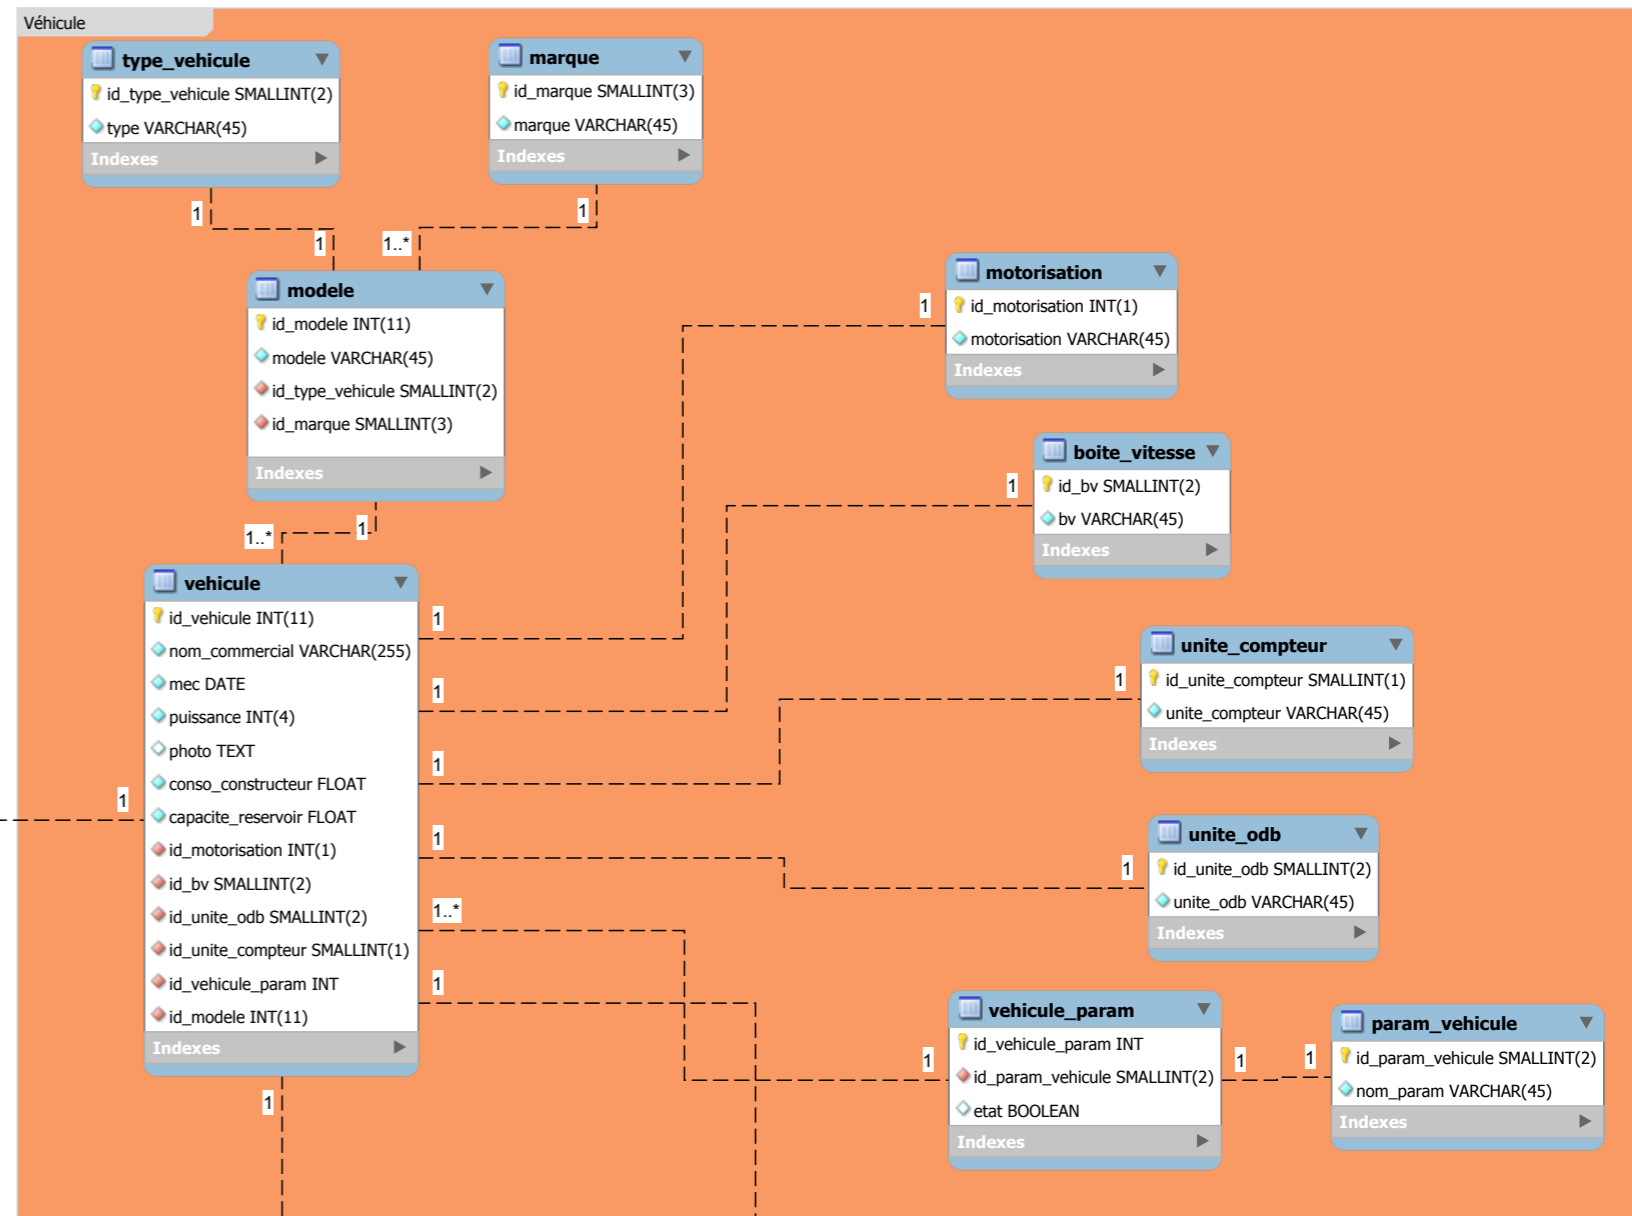 Véhicule
type_vehicule
id_type_vehicule SMALLINT(2)
type VARCHAR(45)
Indexes
marque
id_marque SMALLINT(3)
marque VARCHAR(45)
Indexes
1
1
1
1..*
modele
id_modele INT(11)
modele VARCHAR(45)
id_type_vehicule SMALLINT(2)
id_marque SMALLINT(3)
Indexes
1..*
1
motorisation
id_motorisation INT(1)
motorisation VARCHAR(45)
Indexes
1
boite_vitesse
id_bv SMALLINT(2)
bv VARCHAR(45)
Indexes
1
vehicule
id_vehicule INT(11)
nom_commercial VARCHAR(255)
mec DATE
puissance INT(4)
photo TEXT
conso_constructeur FLOAT
capacite_reservoir FLOAT
id_motorisation INT(1)
id_bv SMALLINT(2)
id_unite_odb SMALLINT(2)
id_unite_compteur SMALLINT(1)
id_vehicule_param INT
id_modele INT(11)
Indexes
1
1
1
1
1
1..*
1
1
unite_compteur
id_unite_compteur SMALLINT(1)
unite_compteur VARCHAR(45)
Indexes
1
unite_odb
id_unite_odb SMALLINT(2)
unite_odb VARCHAR(45)
Indexes
1
vehicule_param
id_vehicule_param INT
id_param_vehicule SMALLINT(2)
etat BOOLEAN
Indexes
1
1
1
param_vehicule
id_param_vehicule SMALLINT(2)
nom_param VARCHAR(45)
Indexes